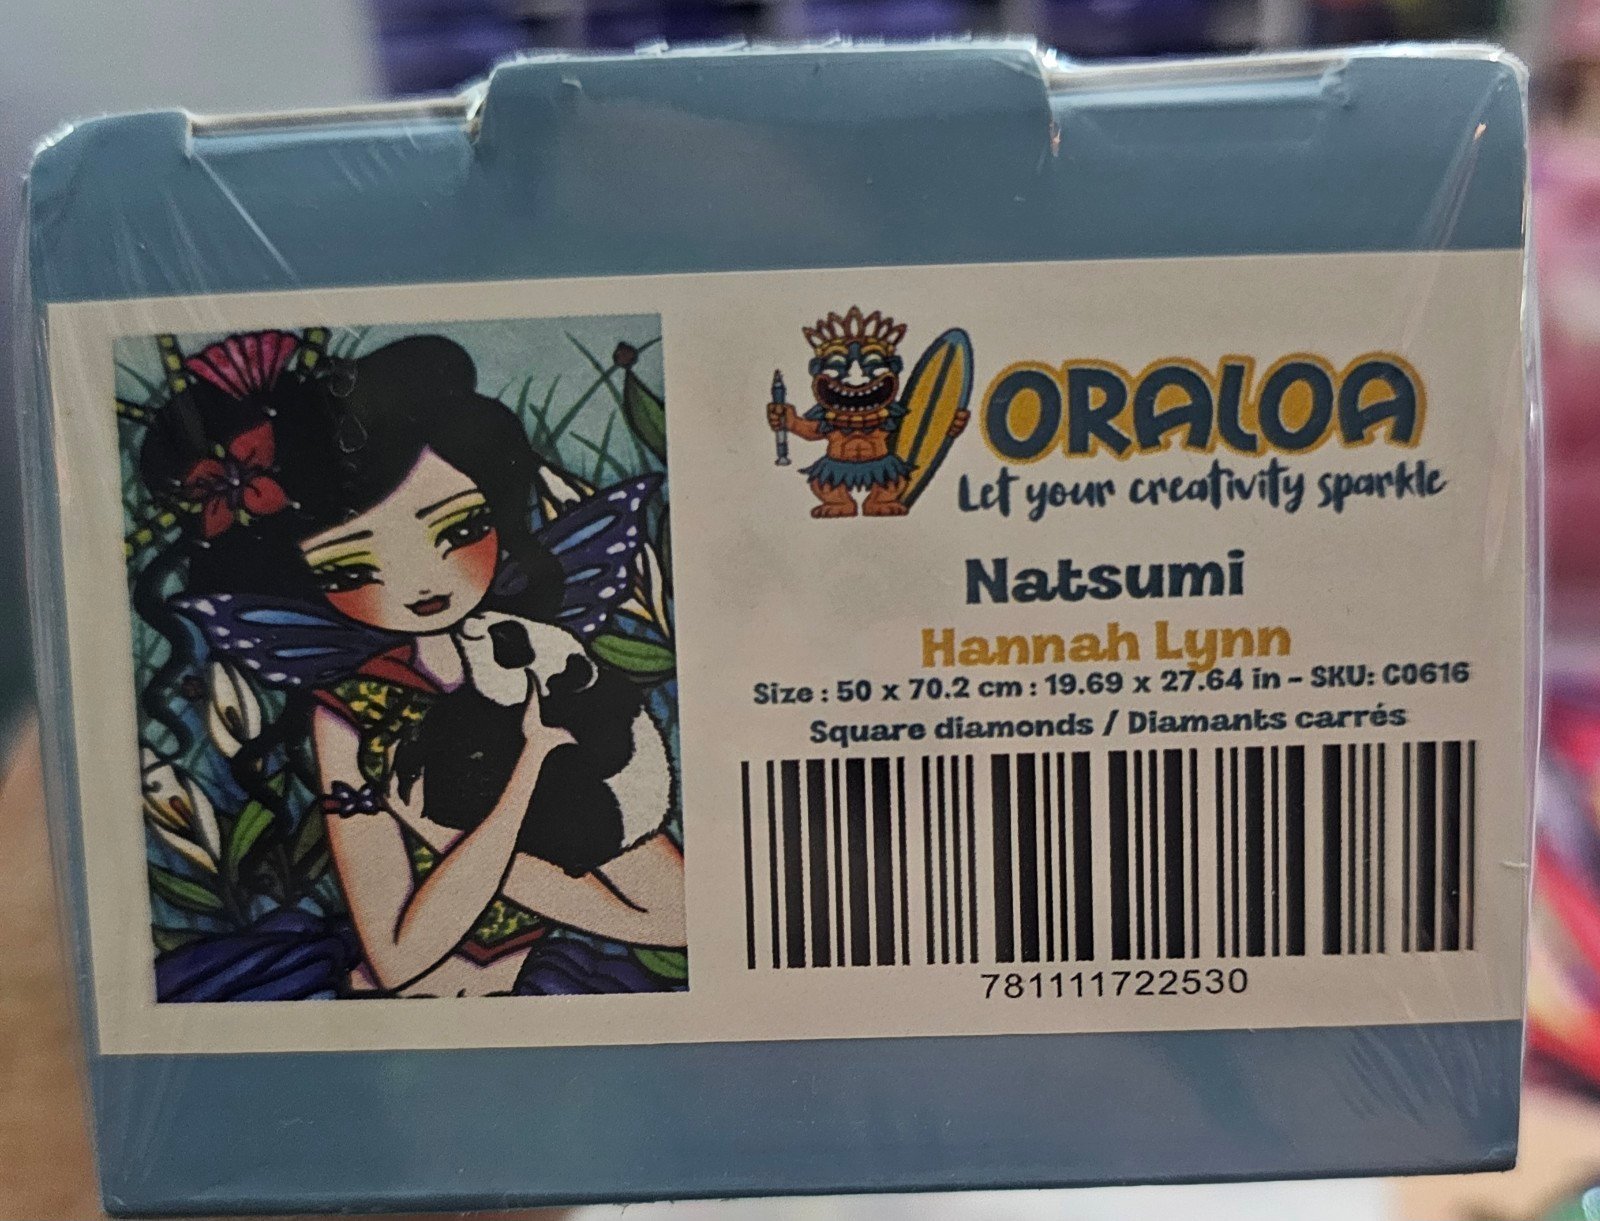 ORALOA
Let your creativity sparkle
Natsumi
Hannah Lynn
Size : 50 x 70.2 cm : 19.69 x 27.64 in - SKU: C0616
Square diamonds / Diamants carrés
781111722530